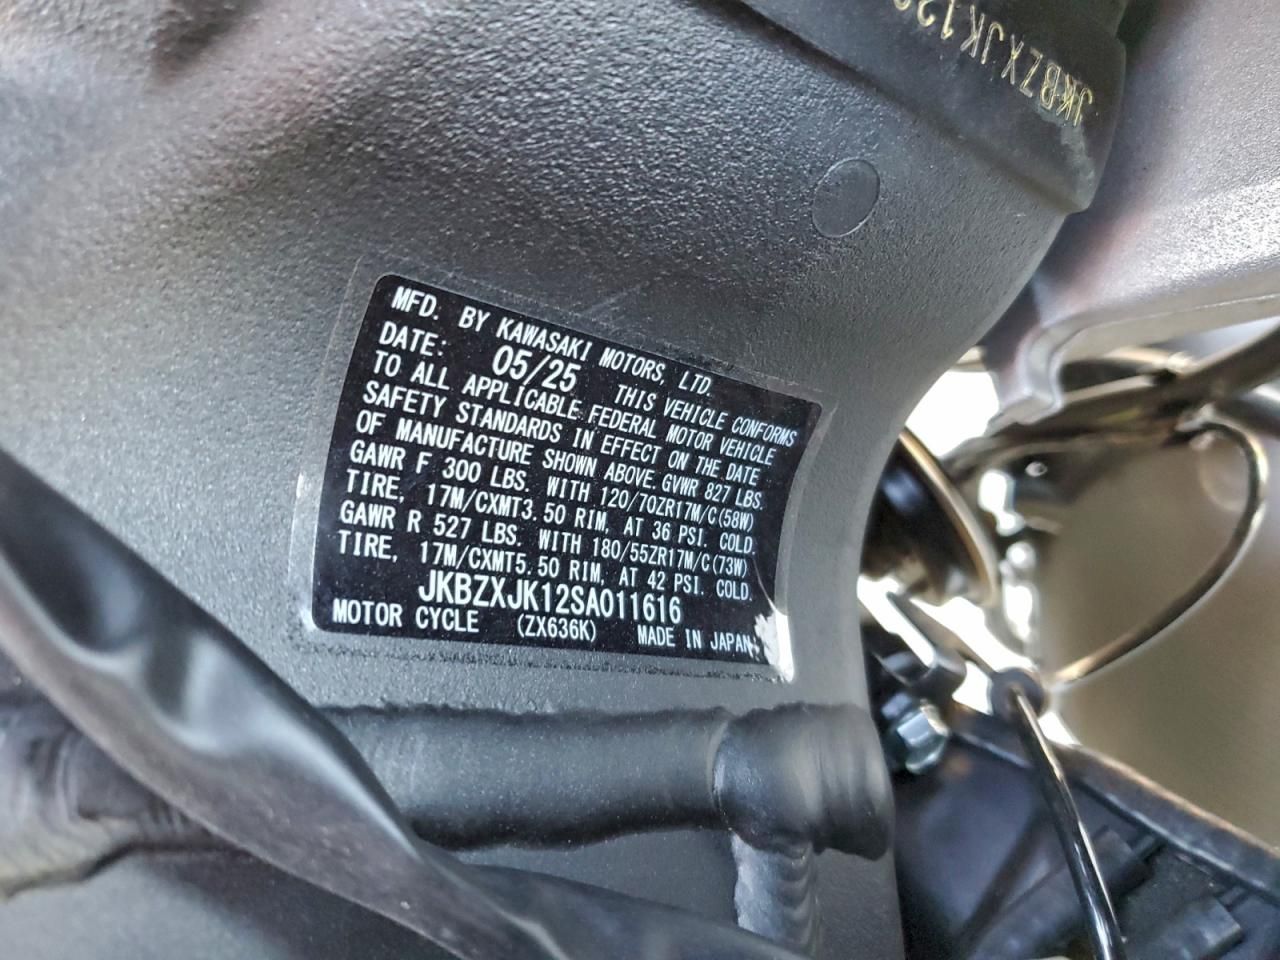 JKBZXJK12
MFD. BY KAWASAKI MOTORS, LTD.
DATE: 05/25 THIS VEHICLE CONFORMS
TO ALL APPLICABLE FEDERAL MOTOR VEHICLE
SAFETY STANDARDS IN EFFECT ON THE DATE
OF MANUFACTURE SHOWN ABOVE. GVWR 827 LBS.
GAWR F 300 LBS. WITH 120/70ZR17M/C(58W)
TIRE, 17M/CXMT3.50 RIM, AT 36 PSI. COLD.
GAWR R 527 LBS. WITH 180/55ZR17M/C(73W)
TIRE, 17M/CXMT5.50 RIM, AT 42 PSI. COLD.
JKBZXJK12SA011616
MOTOR CYCLE (ZX636K) MADE IN JAPAN